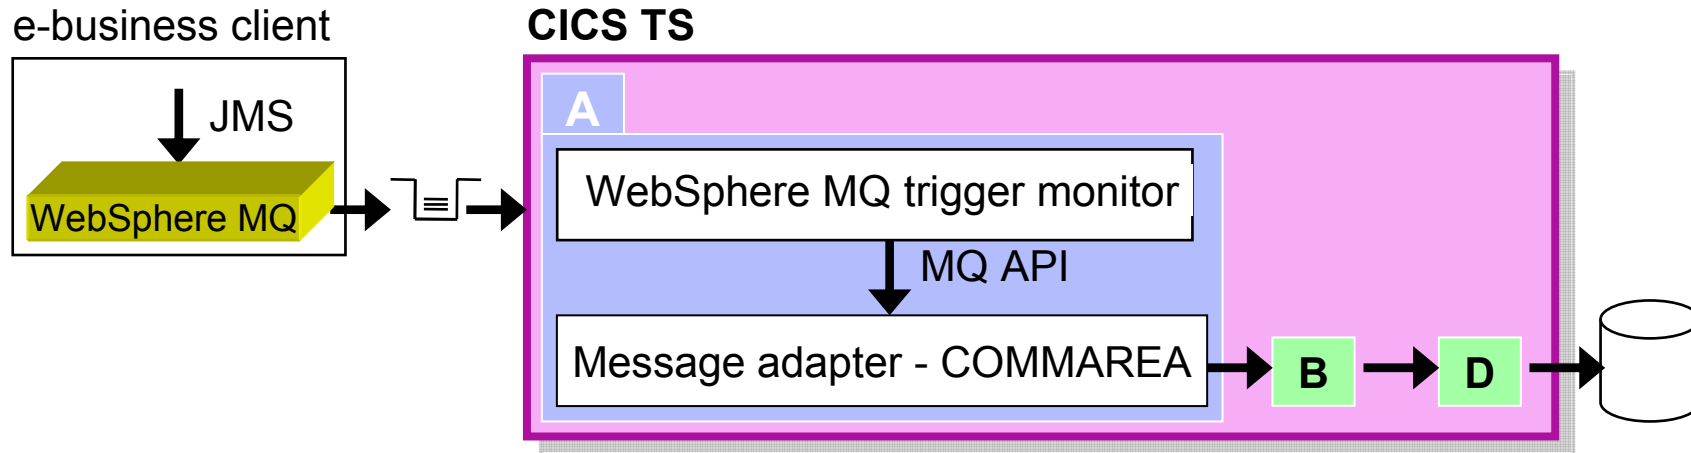 e-business client
CICS TS
JMS
A
WebSphere MQ
WebSphere MQ trigger monitor
MQ API
Message adapter - COMMAREA
B
D